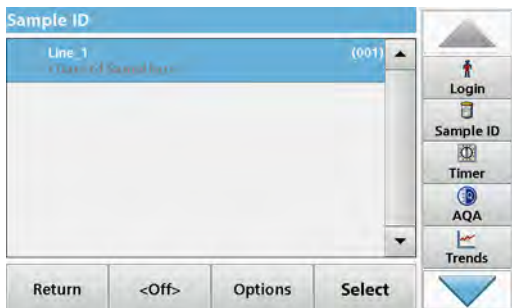 Sample ID
Line_1 (001)
Login
Sample ID
Timer
AQA
Trends
Return
<Off>
Options
Select